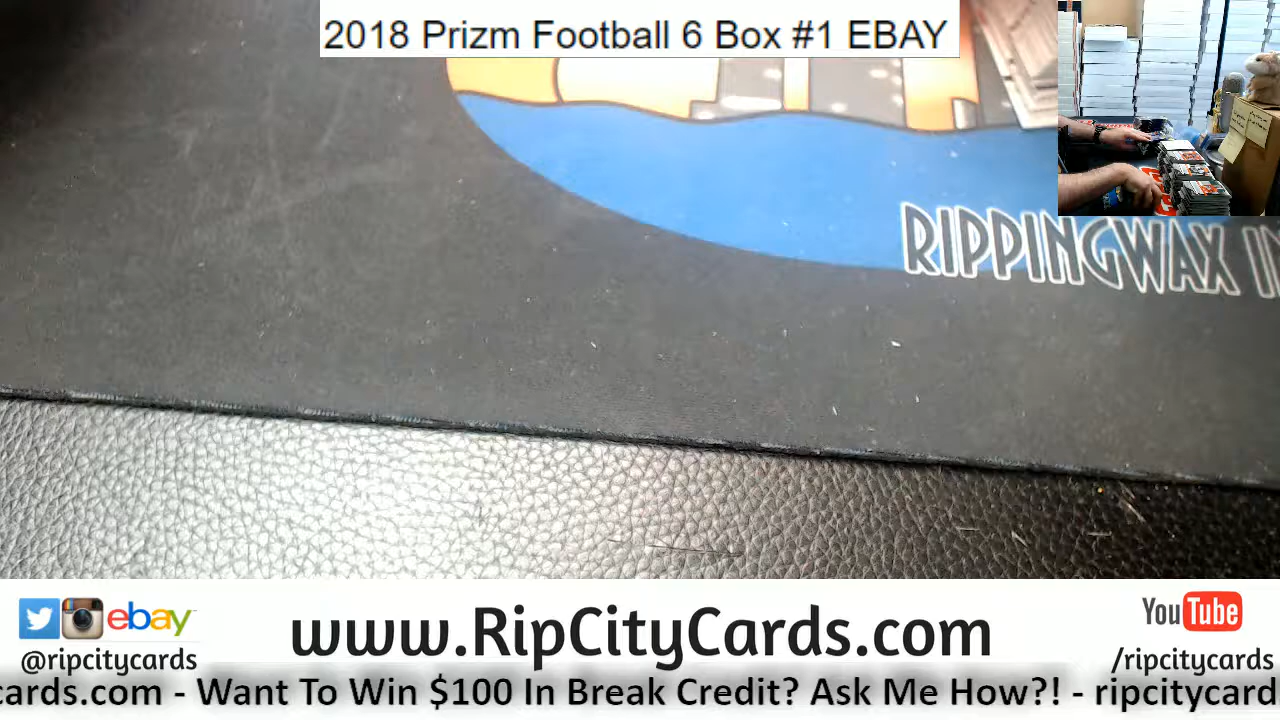 2018 Prizm Football 6 Box #1 EBAY
RIPPINGWAX
ebay
@ripcitycards
www.RipCityCards.com
YouTube
/ripcitycards
cards.com - Want To Win $100 In Break Credit? Ask Me How?! - ripcitycard